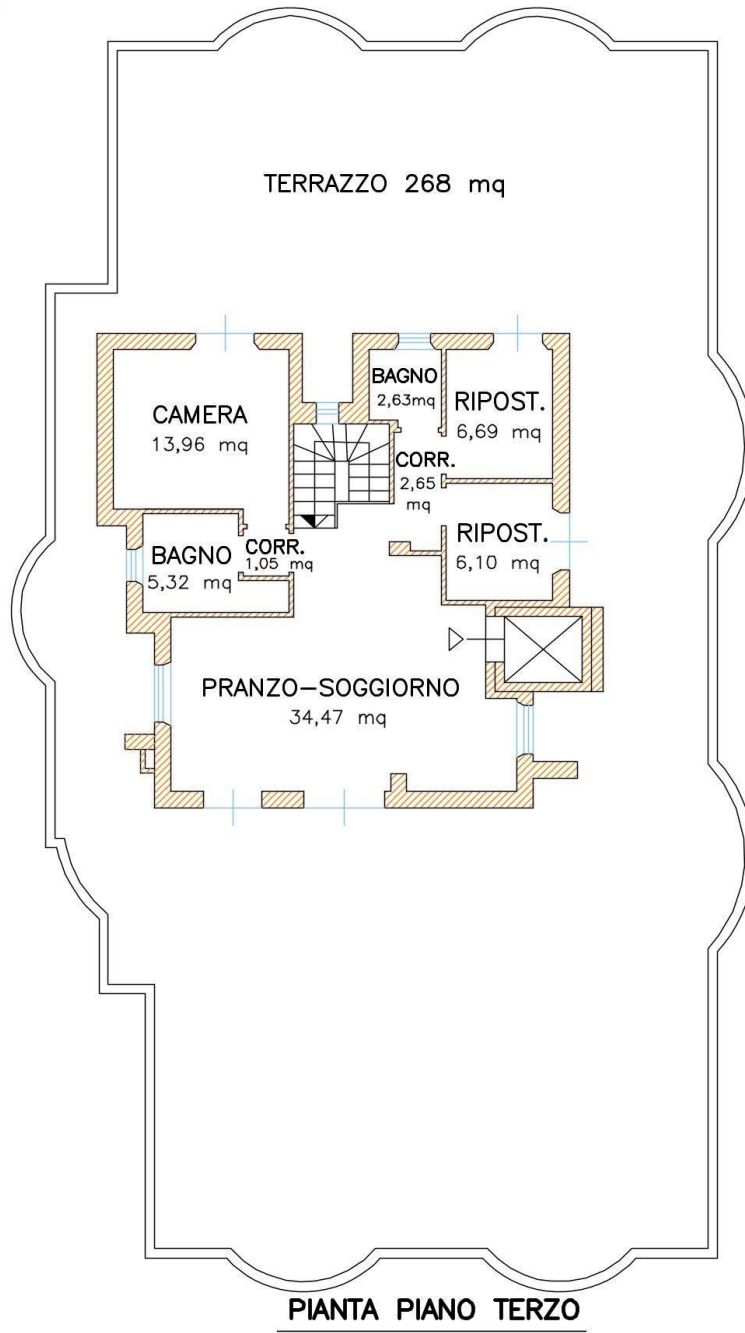 TERRAZZO 268 mq
BAGNO
2,63mq
CAMERA
13,96 mq
RIPOST.
6,69 mq
CORR.
2,65
mq
RIPOST.
6,10 mq
BAGNO
5,32 mq
CORR.
1,05 mq
PRANZO-SOGGIORNO
34,47 mq
PIANTA PIANO TERZO